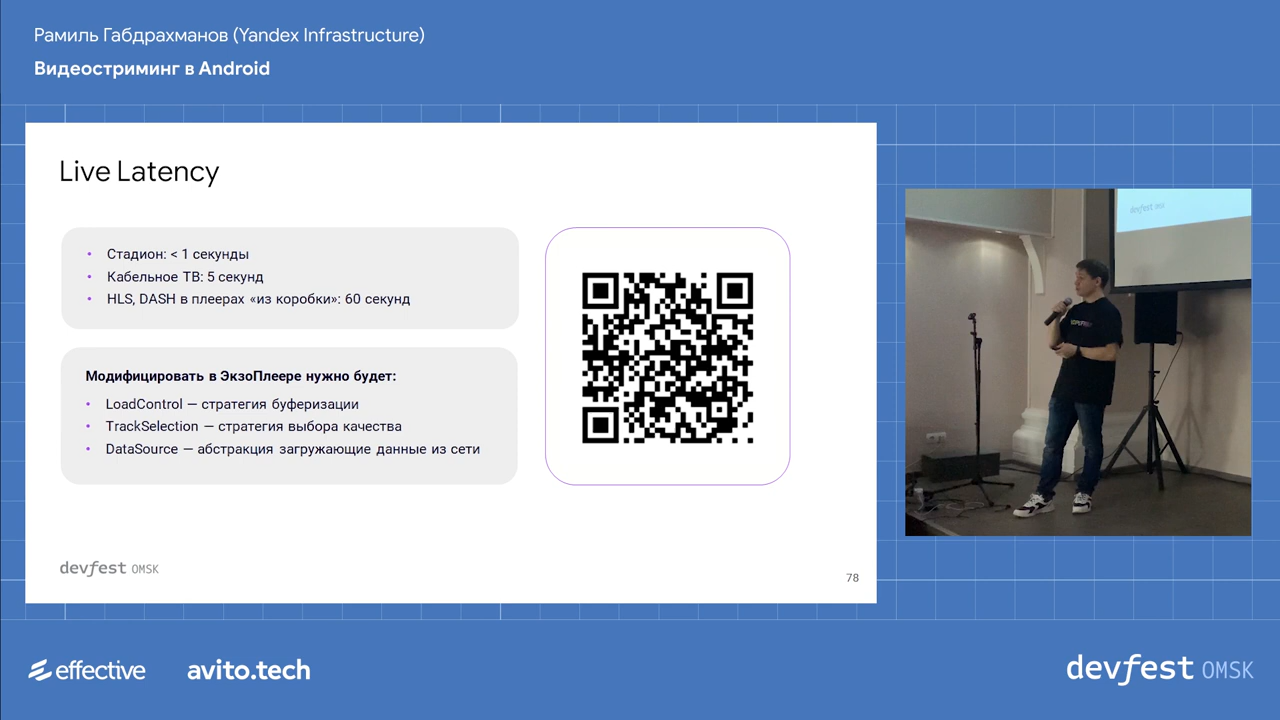 Рамиль Габдрахманов (Yandex Infrastructure)
Видеостриминг в Android
Live Latency
• Стадион: < 1 секунды
• Кабельное ТВ: 5 секунд
• HLS, DASH в плеерах «из коробки»: 60 секунд
Модифицировать в ЭкзоПлеере нужно будет:
• LoadControl — стратегия буферизации
• TrackSelection — стратегия выбора качества
• DataSource — абстракция загружающие данные из сети
devfest OMSK
78
devfest OMSK
effective
avito.tech
devfest OMSK